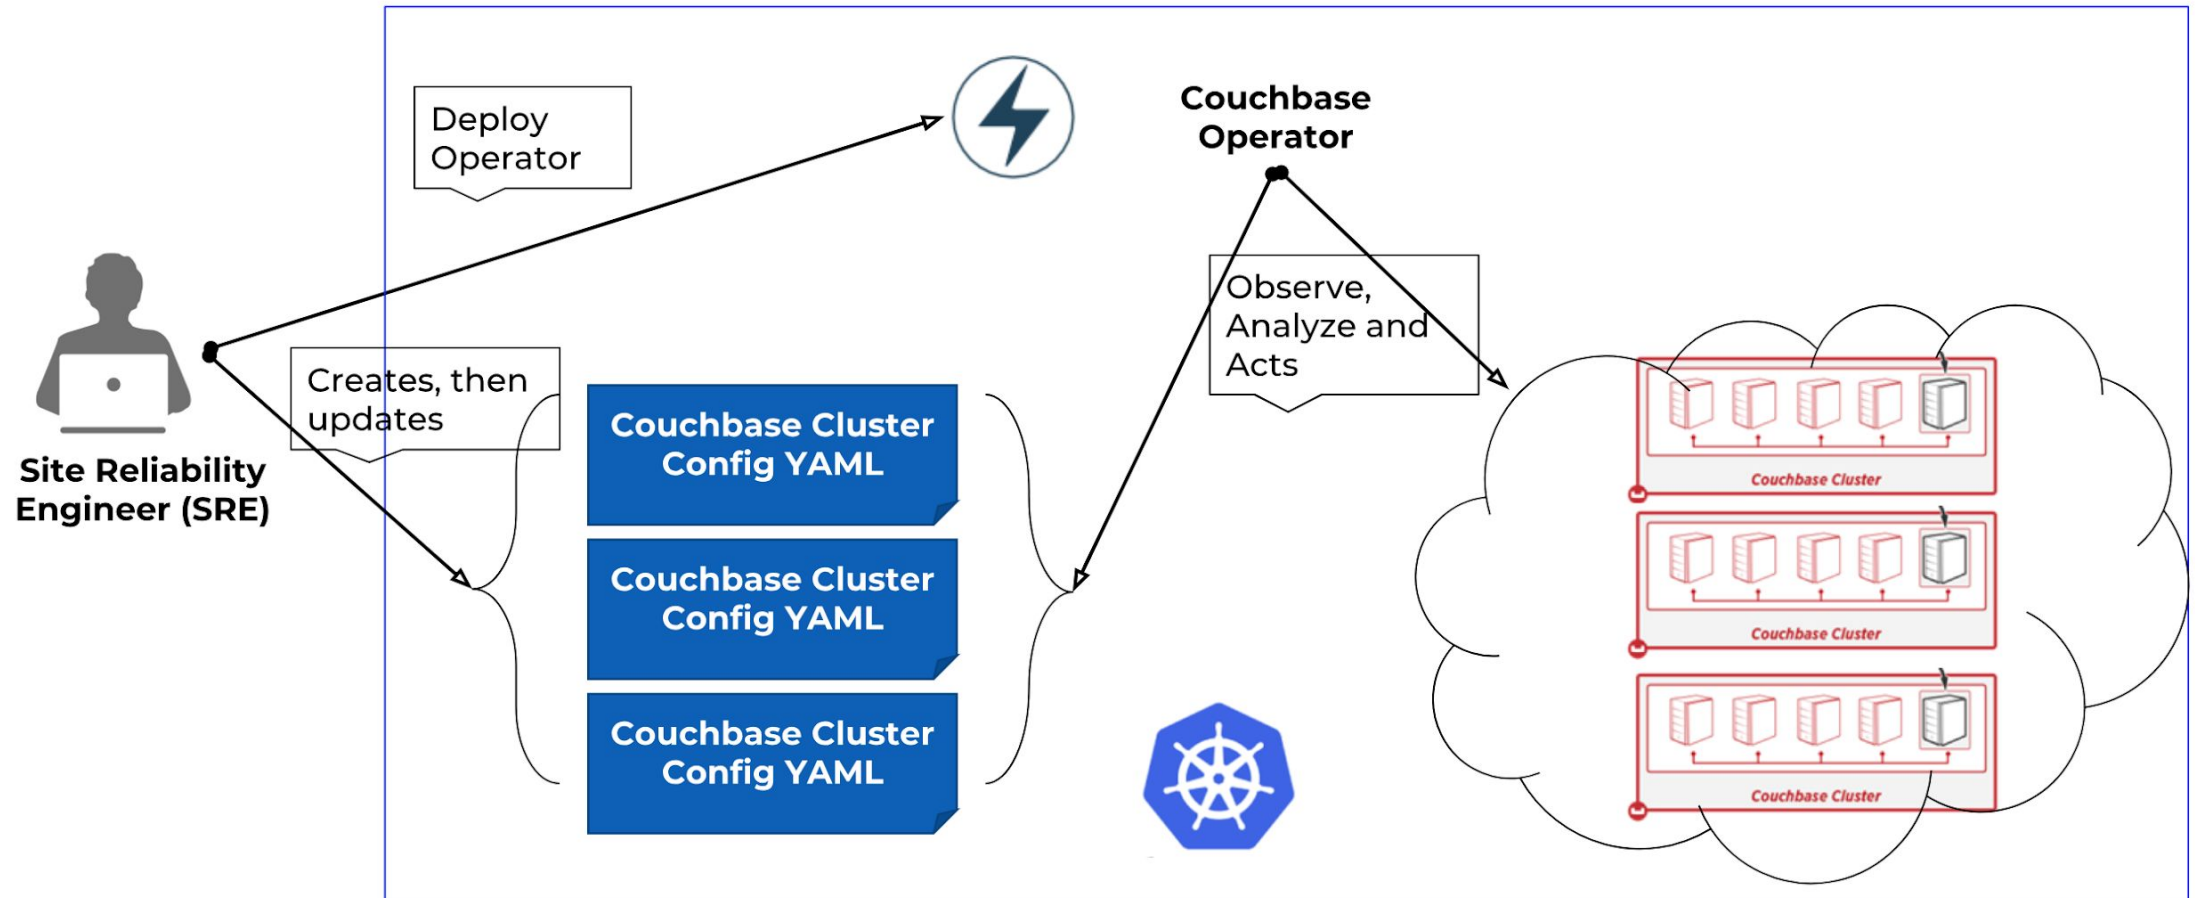 Deploy
Operator
Couchbase
Operator
Observe,
Analyze and
Acts
Creates, then
updates
Site Reliability
Engineer (SRE)
Couchbase Cluster
Config YAML
Couchbase Cluster
Config YAML
Couchbase Cluster
Config YAML
Couchbase Cluster
Couchbase Cluster
Couchbase Cluster